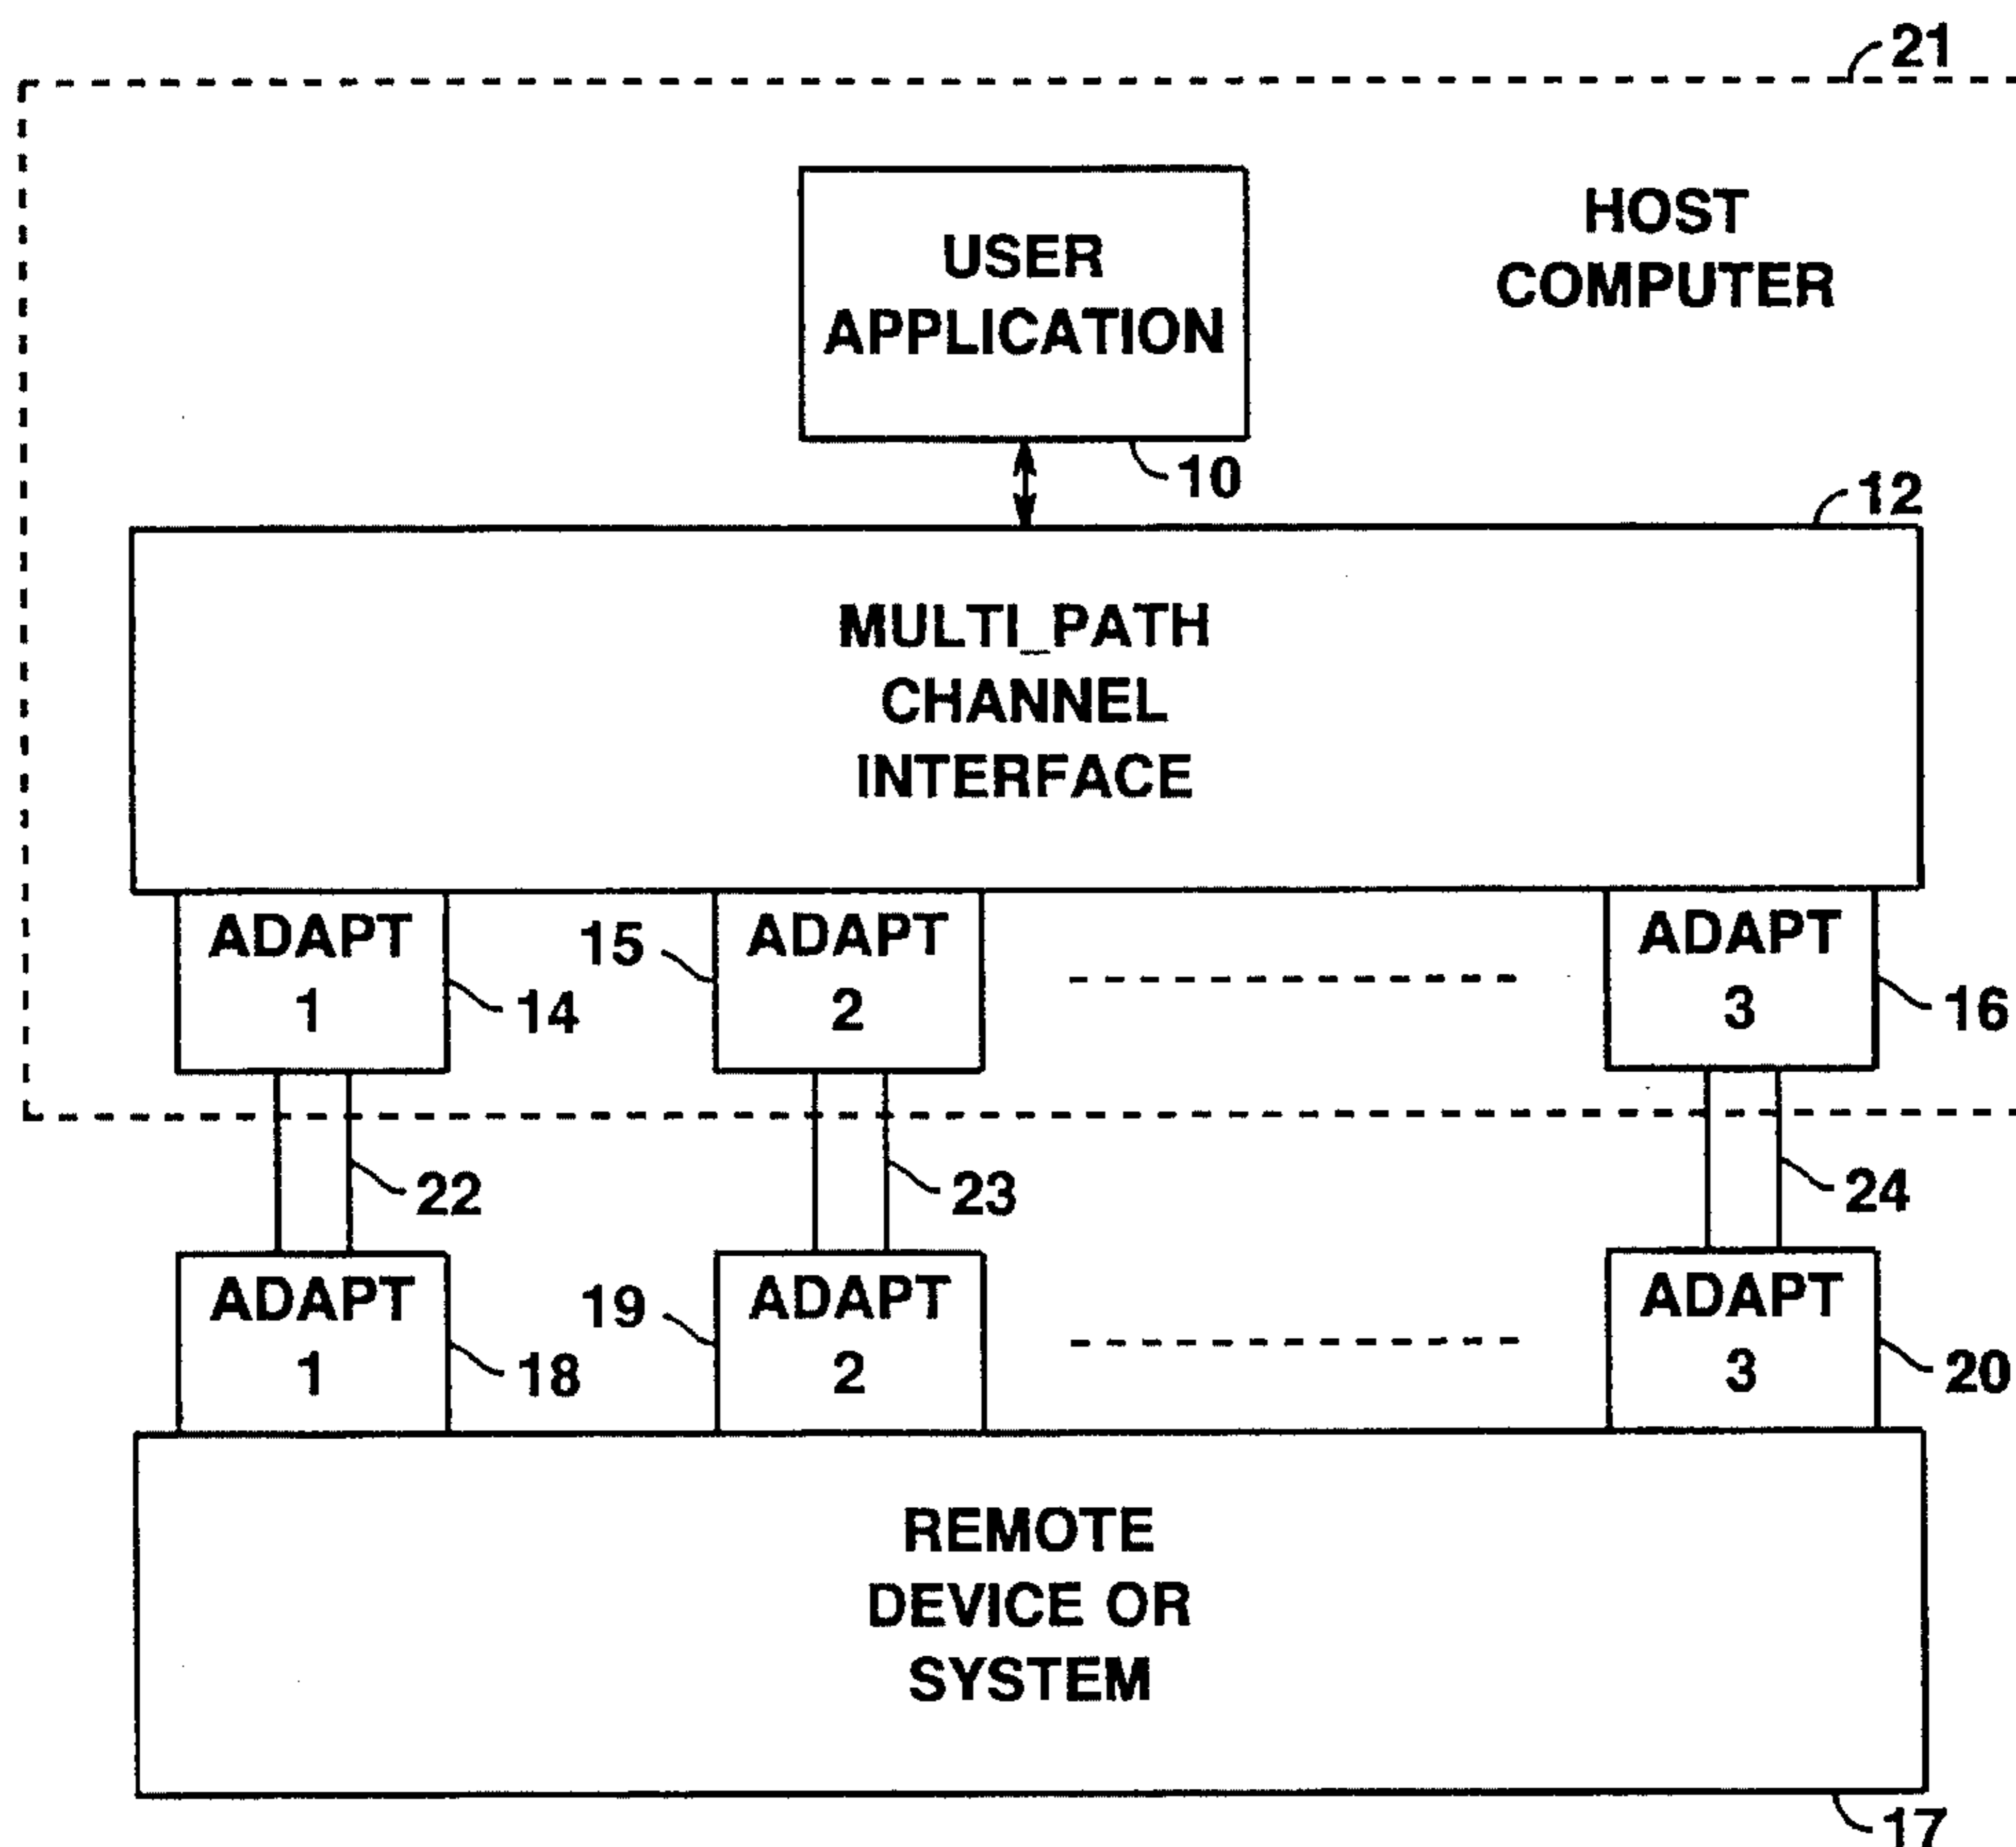 21
HOST
COMPUTER
USER
APPLICATION
10
12
MULTI_PATH
CHANNEL
INTERFACE
ADAPT
1
14
15
ADAPT
2
ADAPT
3
16
22
23
24
ADAPT
1
18
19
ADAPT
2
ADAPT
3
20
REMOTE
DEVICE OR
SYSTEM
17